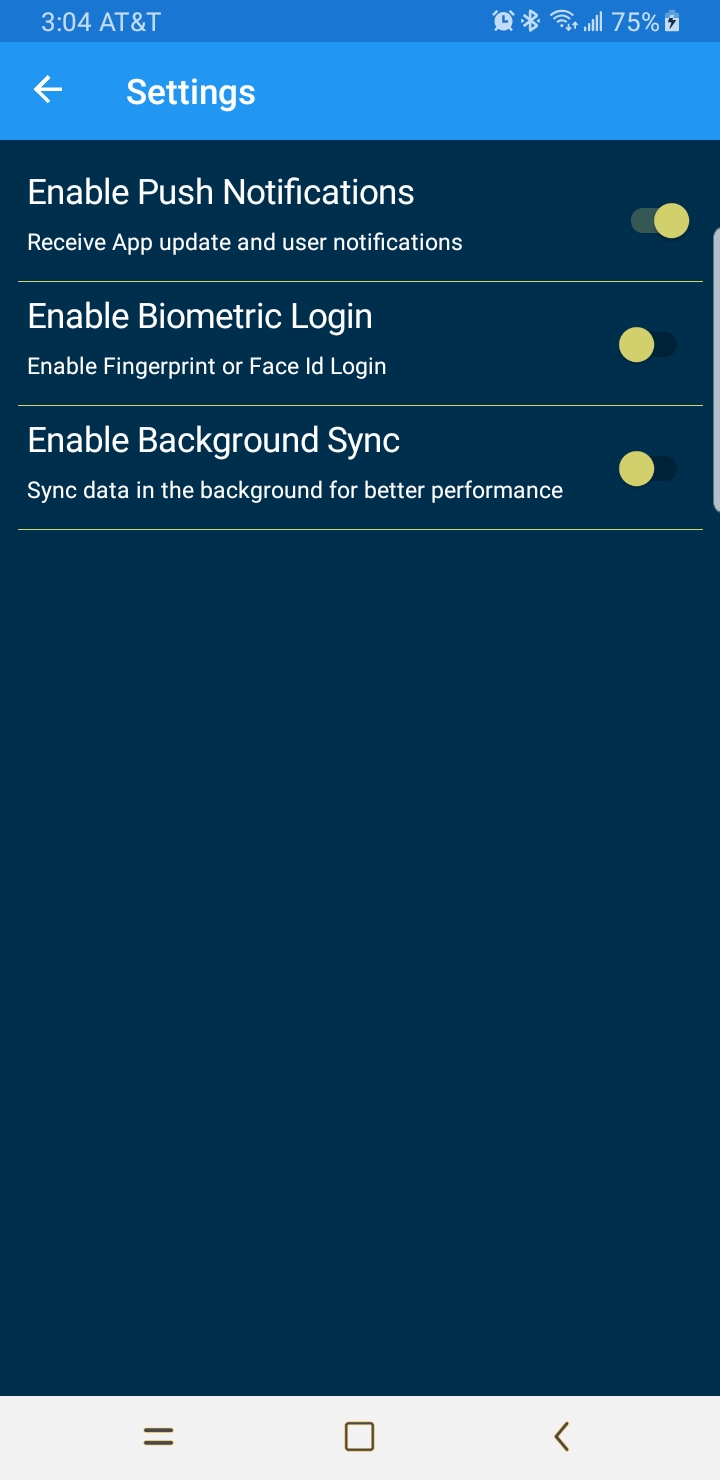 3:04 AT&T 75%
Settings
Enable Push Notifications
Receive App update and user notifications
Enable Biometric Login
Enable Fingerprint or Face Id Login
Enable Background Sync
Sync data in the background for better performance